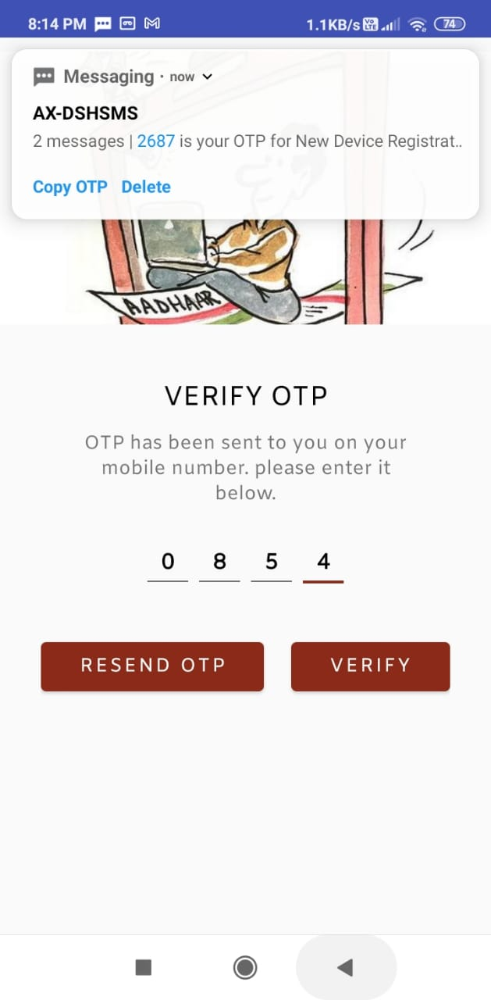 8:14 PM
1.1KB/s Vo LTE 74
Messaging · now
AX-DSHSMS
2 messages | 2687 is your OTP for New Device Registrat..
Copy OTP Delete
AADHAAR
VERIFY OTP
OTP has been sent to you on your
mobile number. please enter it
below.
0 8 5 4
RESEND OTP VERIFY